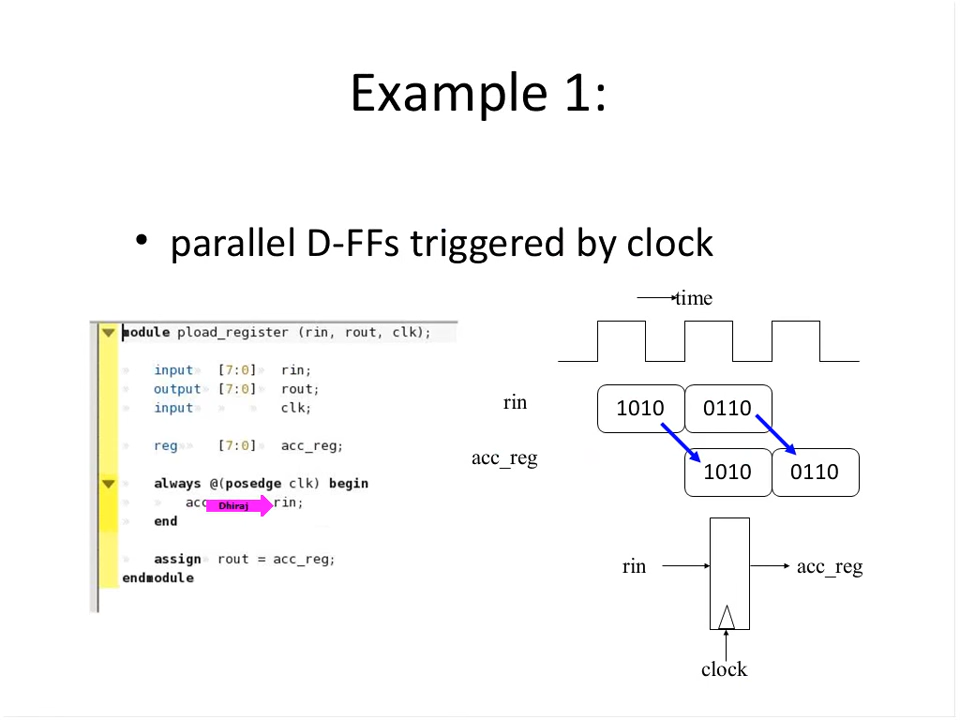 Example 1:
• parallel D-FFs triggered by clock
module pload_register (rin, rout, clk);
input [7:0] rin;
output [7:0] rout;
input clk;
reg [7:0] acc_reg;
always @(posedge clk) begin
acc Dhiraj rin;
end
assign rout = acc_reg;
endmodule
time
rin 1010 0110
acc_reg 1010 0110
rin acc_reg
clock